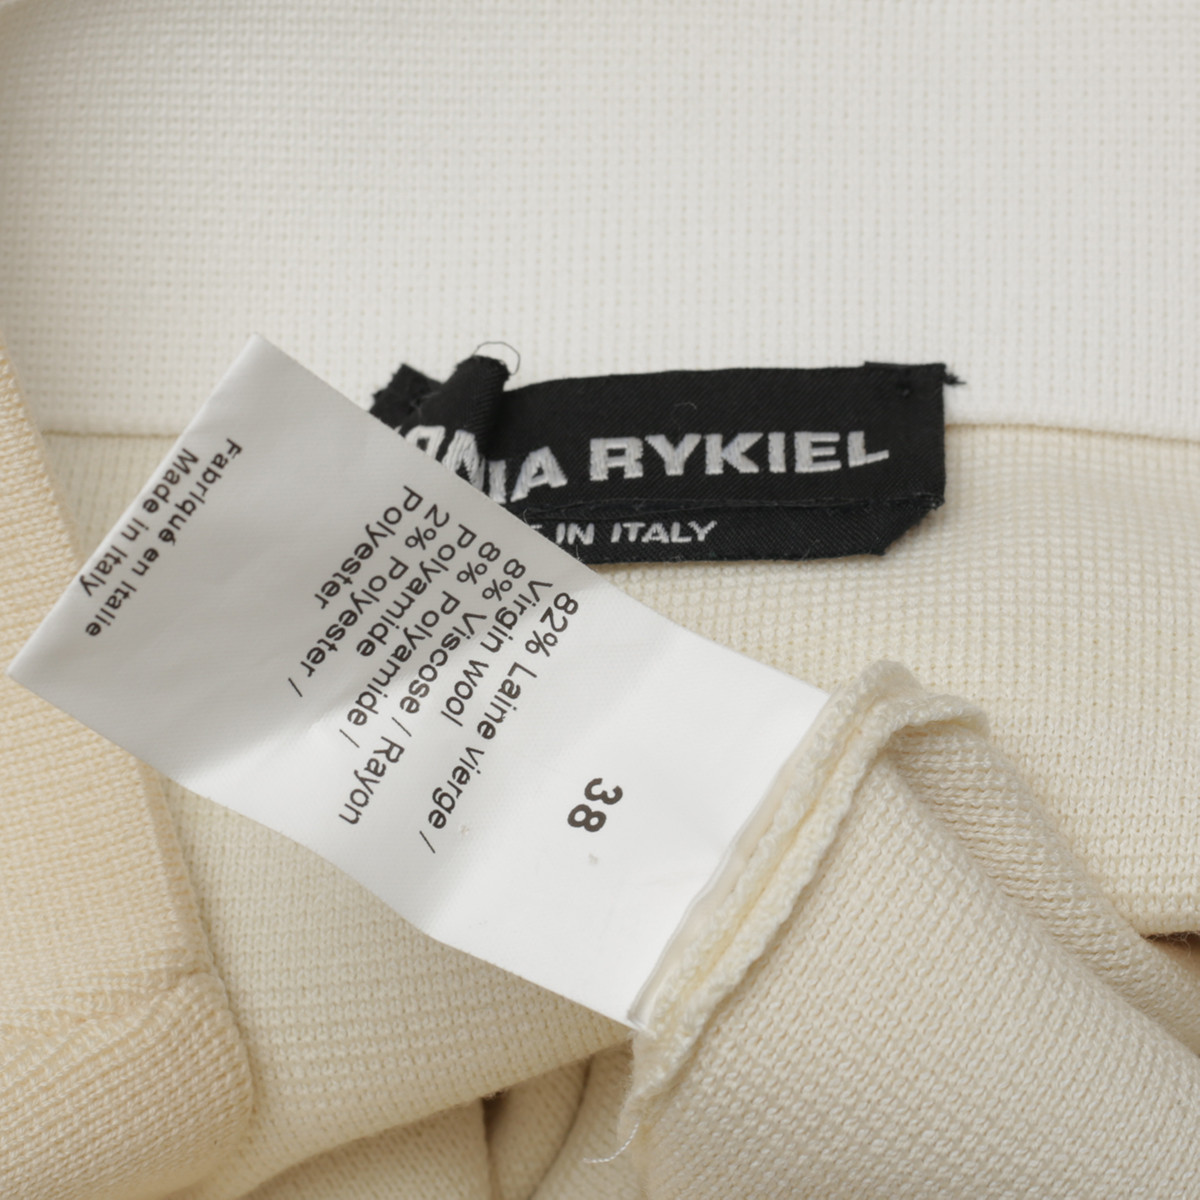 RYKIEL
IN ITALY
38
82% Laine vierge /
Virgin wool
8% Viscose / Rayon
8% Polyamide /
Polyamide
2% Polyester /
Polyester
Fabriqué en Italie
Made in Italy